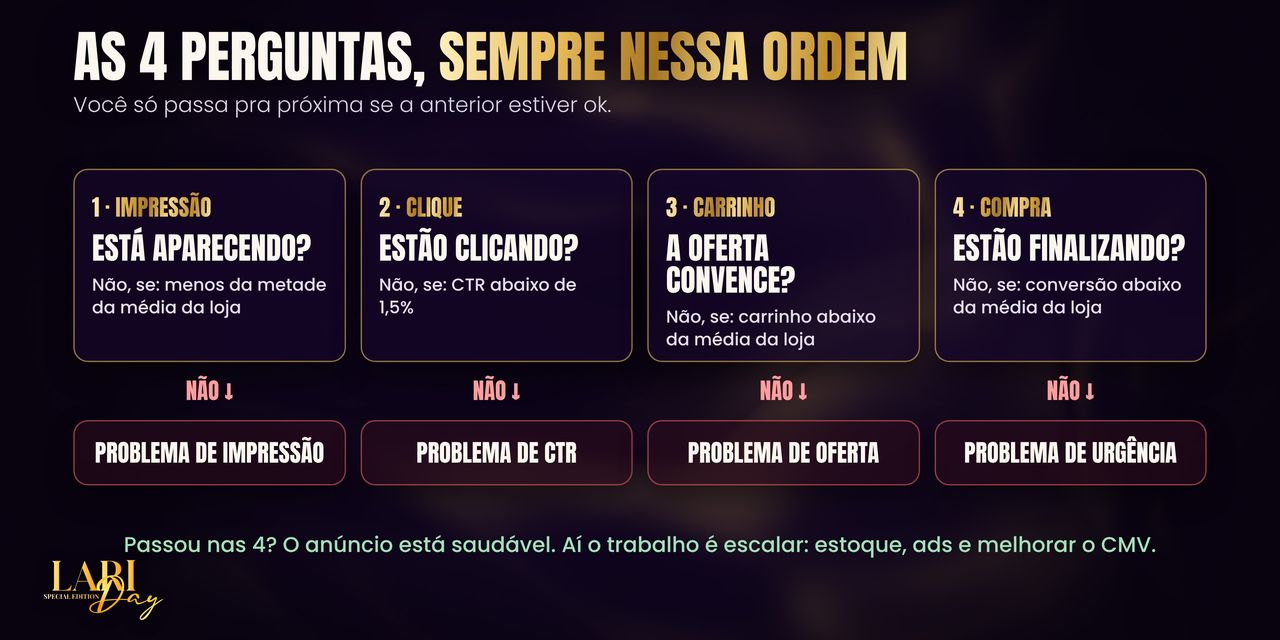 AS 4 PERGUNTAS, SEMPRE NESSA ORDEM
Você só passa pra próxima se a anterior estiver ok.
1 · IMPRESSÃO
ESTÁ APARECENDO?
Não, se: menos da metade
da média da loja
NÃO ↓
PROBLEMA DE IMPRESSÃO
2 · CLIQUE
ESTÃO CLICANDO?
Não, se: CTR abaixo de
1,5%
NÃO ↓
PROBLEMA DE CTR
3 · CARRINHO
A OFERTA
CONVENCE?
Não, se: carrinho abaixo
da média da loja
NÃO ↓
PROBLEMA DE OFERTA
4 · COMPRA
ESTÃO FINALIZANDO?
Não, se: conversão abaixo
da média da loja
NÃO ↓
PROBLEMA DE URGÊNCIA
Passou nas 4? O anúncio está saudável. Aí o trabalho é escalar: estoque, ads e melhorar o CMV.
LABI
SPECIAL EDITION Day